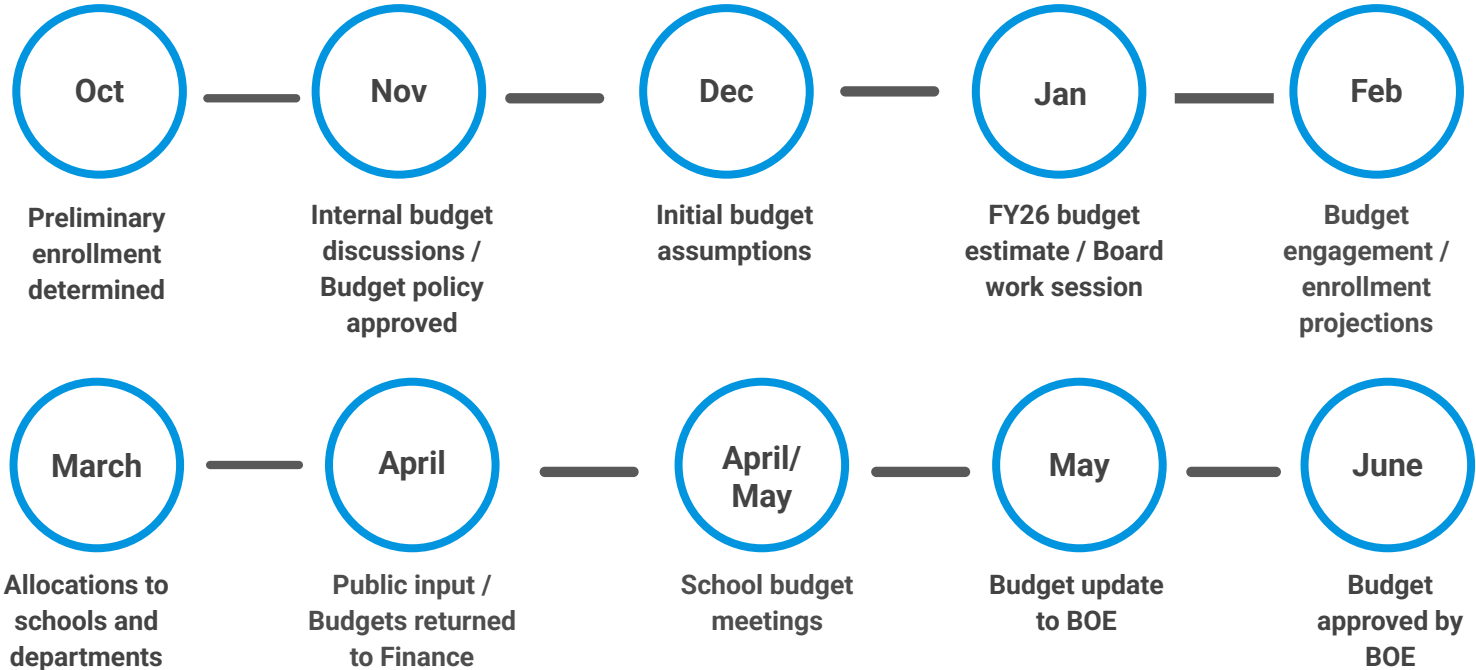 Oct
Nov
Dec
Jan
Feb
Preliminary
enrollment
determined
Internal budget
discussions /
Budget policy
approved
Initial budget
assumptions
FY26 budget
estimate / Board
work session
Budget
engagement /
enrollment
projections
March
April
April/
May
May
June
Allocations to
schools and
departments
Public input /
Budgets returned
to Finance
School budget
meetings
Budget update
to BOE
Budget
approved by
BOE